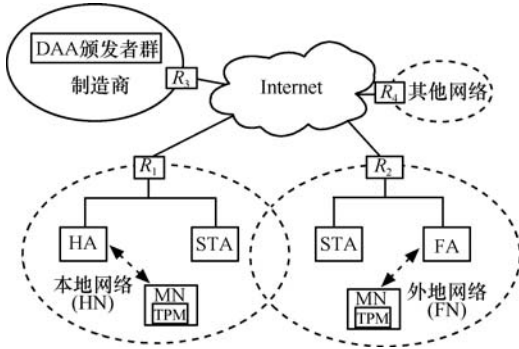 DAA颁发者群
制造商
R3
Internet
R4
其他网络
R1
R2
HA
STA
STA
FA
本地网络
(HN)
MN
TPM
MN
TPM
外地网络
(FN)